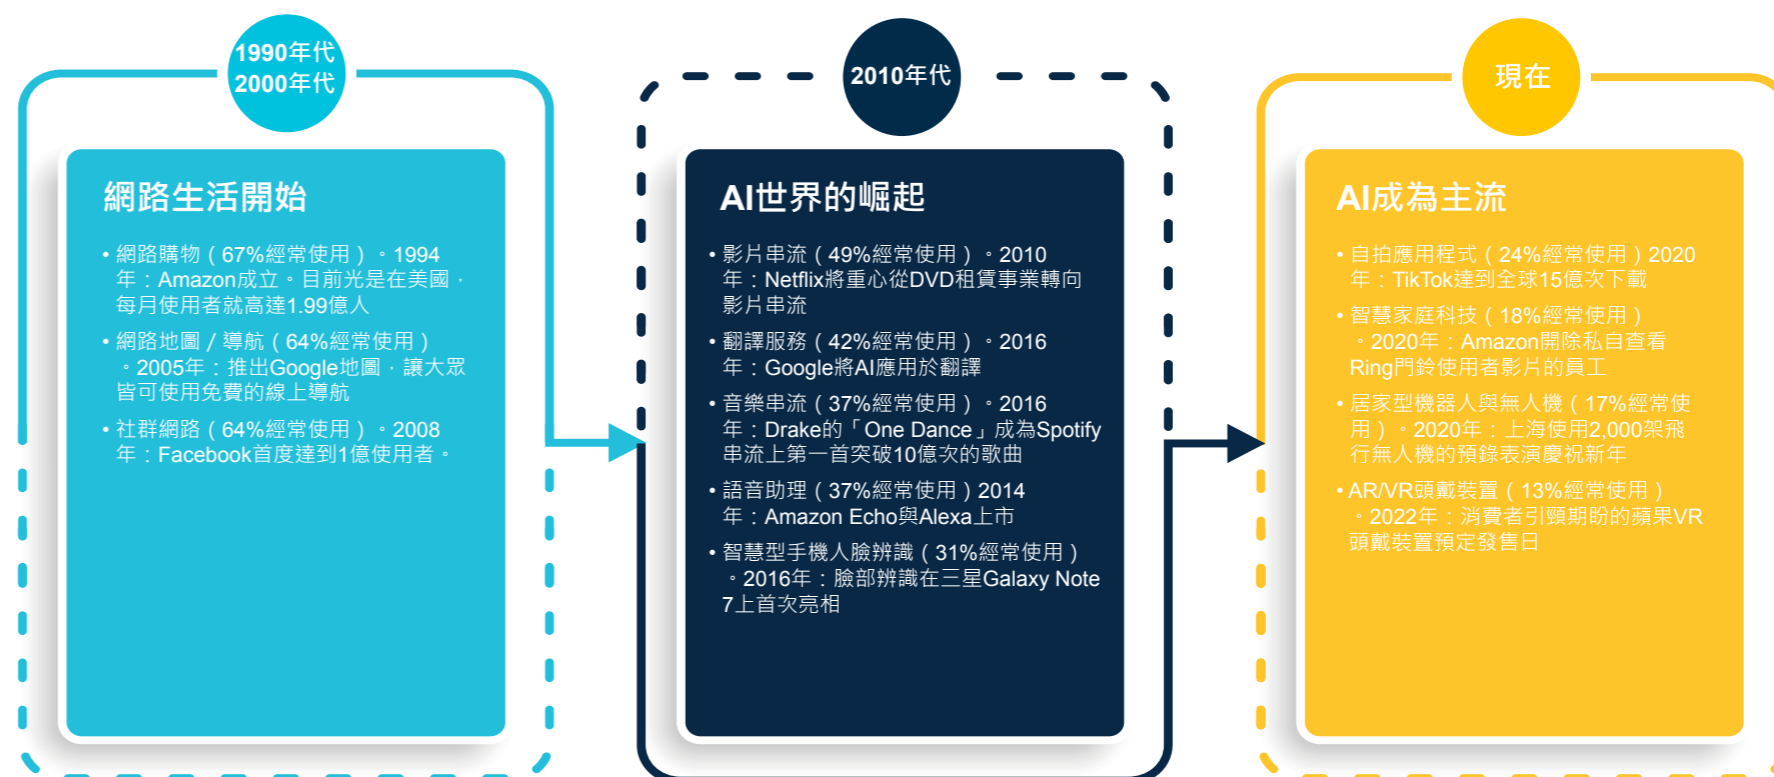 1990年代
2000年代
網路生活開始
• 網路購物（67%經常使用）。1994
年：Amazon成立。目前光是在美國，
每月使用者就高達1.99億人
• 網路地圖／導航（64%經常使用）
。2005年：推出Google地圖，讓大眾
皆可使用免費的線上導航
• 社群網路（64%經常使用）。2008
年：Facebook首度達到1億使用者。
2010年代
AI世界的崛起
• 影片串流（49%經常使用）。2010
年：Netflix將重心從DVD租賃事業轉向
影片串流
• 翻譯服務（42%經常使用）。2016
年：Google將AI應用於翻譯
• 音樂串流（37%經常使用）。2016
年：Drake的「One Dance」成為Spotify
串流上第一首突破10億次的歌曲
• 語音助理（37%經常使用）2014
年：Amazon Echo與Alexa上市
• 智慧型手機人臉辨識（31%經常使用）
。2016年：臉部辨識在三星Galaxy Note
7上首次亮相
現在
AI成為主流
• 自拍應用程式（24%經常使用）2020
年：TikTok達到全球15億次下載
• 智慧家庭科技（18%經常使用）
。2020年：Amazon開除私自查看
Ring門鈴使用者影片的員工
• 居家型機器人與無人機（17%經常使
用）。2020年：上海使用2,000架飛
行無人機的預錄表演慶祝新年
• AR/VR頭戴裝置（13%經常使用）
。2022年：消費者引頸期盼的蘋果VR
頭戴裝置預定發售日